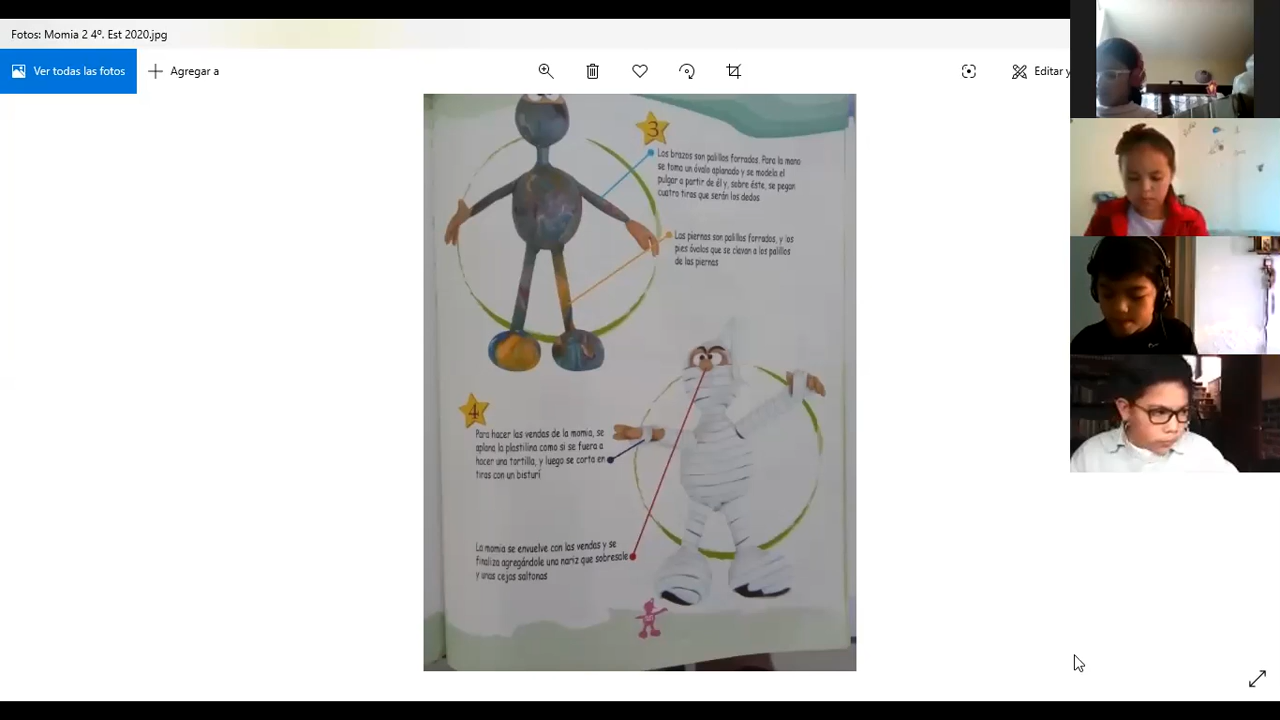 Fotos: Momia 2 4º. Est 2020.jpg
Ver todas las fotos
Agregar a
Editar y
3
Los brazos son palillos forrados. Para la mano
se toma un óvalo aplanado y se modela el
pulgar a partir de él y, sobre éste, se pegan
cuatro tiras que serán los dedos
Las piernas son palillos forrados, y los
pies óvalos que se clavan a los palillos
de las piernas
4
Para hacer las vendas de la momia, se
aplana la plastilina como si se fuera a
hacer una tortilla, y luego se corta en
tiras con un bisturí
La momia se envuelve con las vendas y se
finaliza agregándole una nariz que sobresale
y unas cejas saltonas